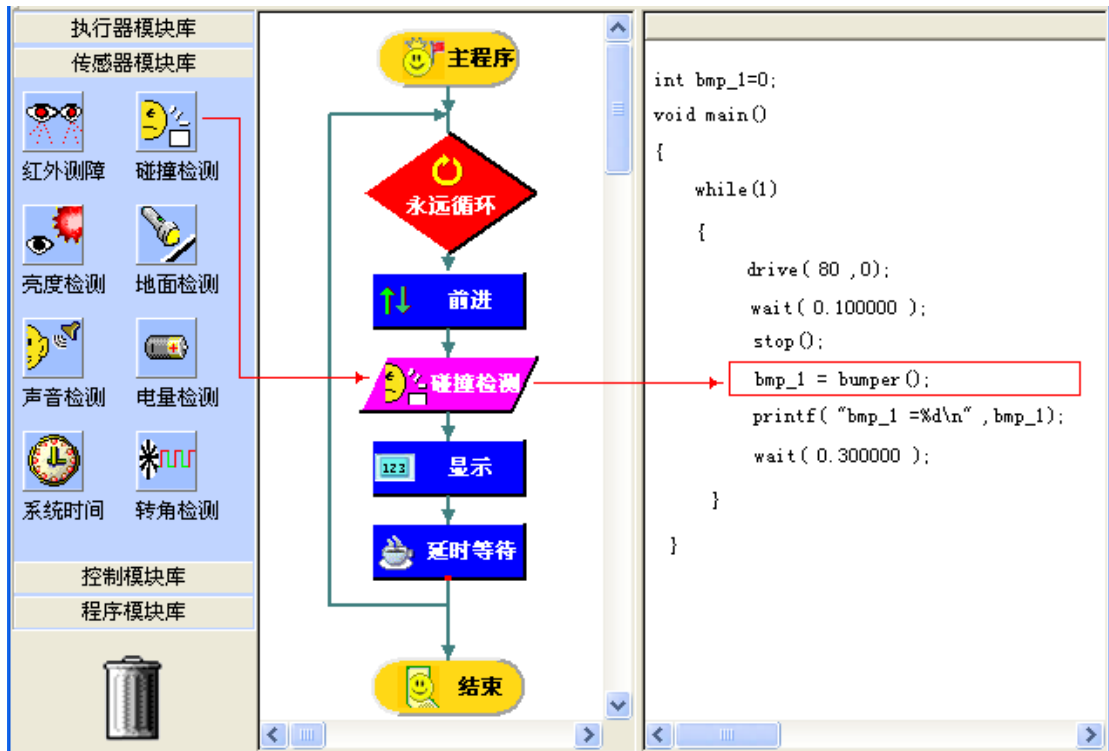 执行器模块库
传感器模块库
红外测障 碰撞检测
亮度检测 地面检测
声音检测 电量检测
系统时间 转角检测
控制模块库
程序模块库
主程序
永远循环
前进
碰撞检测
123 显示
延时等待
结束
int bmp_1=0;
void main()
{
while(1)
{
drive( 80 ,0);
wait( 0.100000 );
stop();
bmp_1 = bumper();
printf( "bmp_1 =%d\n" ,bmp_1);
wait( 0.300000 );
}
}